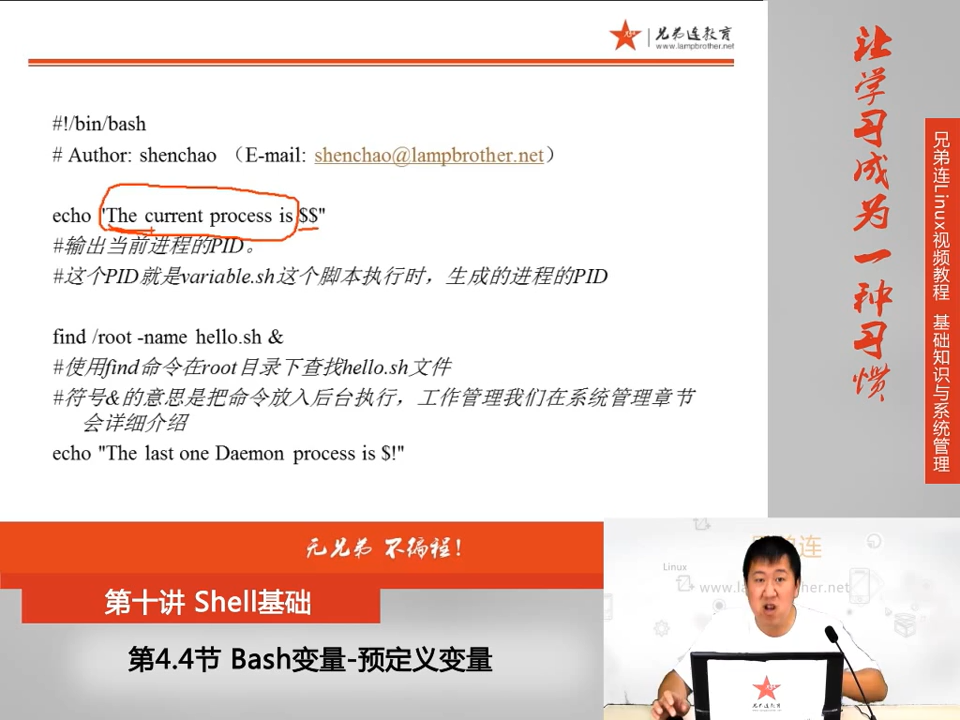 兄弟连教育
www.lampbrother.net
#!/bin/bash
# Author: shenchao （E-mail: shenchao@lampbrother.net）
echo "The current process is $$"
#输出当前进程的PID。
#这个PID就是variable.sh这个脚本执行时，生成的进程的PID
find /root -name hello.sh &
#使用find命令在root目录下查找hello.sh文件
#符号&的意思是把命令放入后台执行，工作管理我们在系统管理章节
会详细介绍
echo "The last one Daemon process is $!"
让学习成为一种习惯
兄弟连Linux视频教程 基础知识与系统管理
无兄弟 不编程！
第十讲 Shell基础
第4.4节 Bash变量-预定义变量
Linux
兄弟连教育